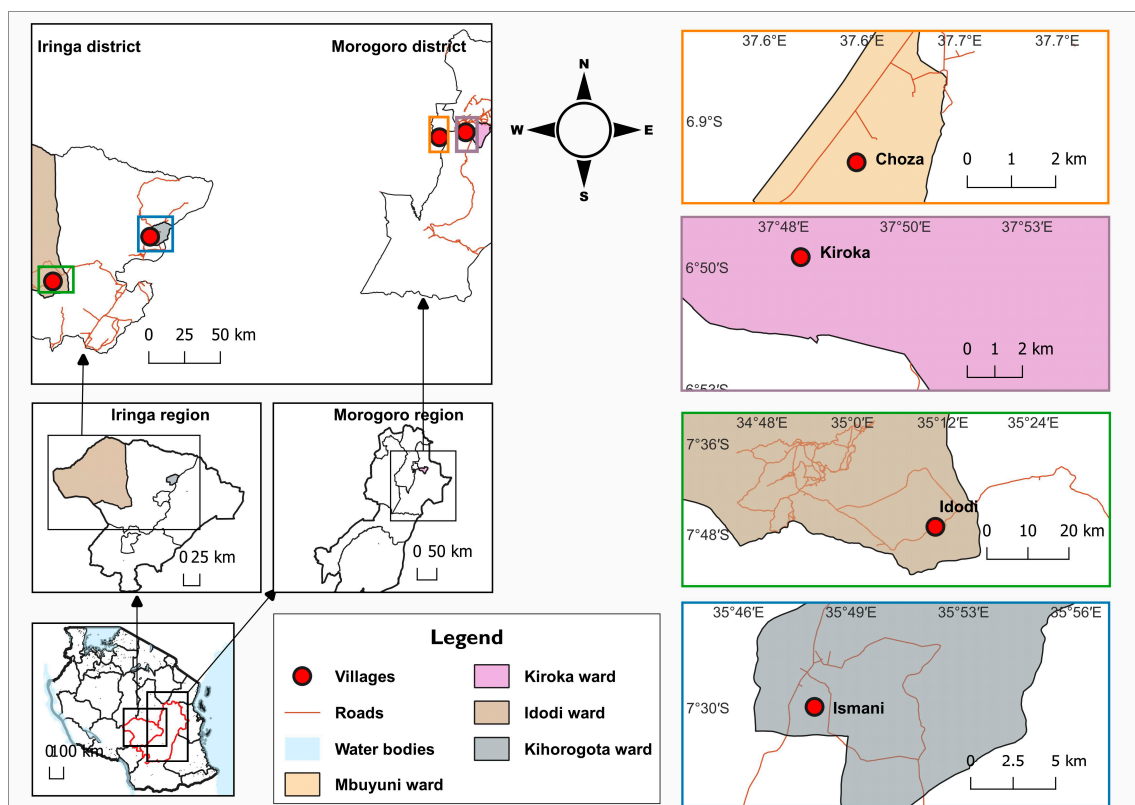 Iringa district
Morogoro district
0 25 50 km
N
W
E
S
37.6°E 37.6°E 37.7°E 37.7°E
6.9°S
Choza
0 1 2 km
37°48′E 37°50′E 37°53′E
6°50′S
Kiroka
0 1 2 km
6°53′S
Iringa region
0 25 km
Morogoro region
0 50 km
34°48′E 35°0′E 35°12′E 35°24′E
7°36′S
Idodi
7°48′S
0 10 20 km
0 100 km
Legend
Villages
Roads
Water bodies
Mbuyuni ward
Kiroka ward
Idodi ward
Kihorogota ward
35°46′E 35°49′E 35°53′E 35°56′E
7°30′S
Ismani
0 2.5 5 km